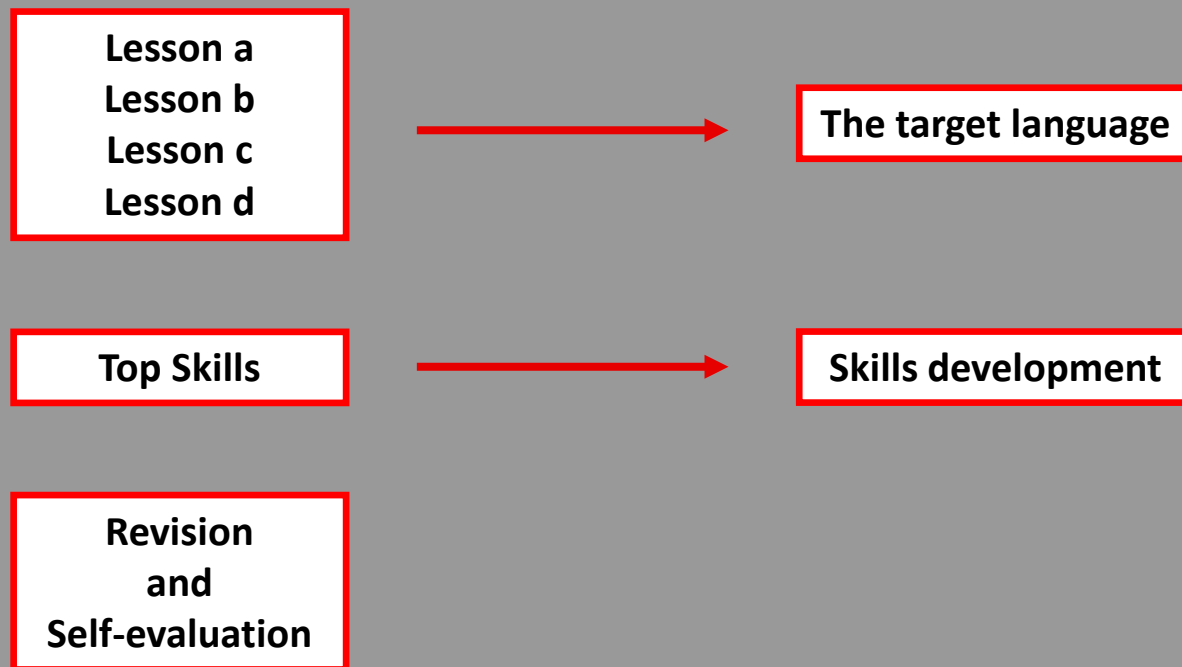 Lesson a
Lesson b
Lesson c
Lesson d
The target language
Top Skills
Skills development
Revision
and
Self-evaluation